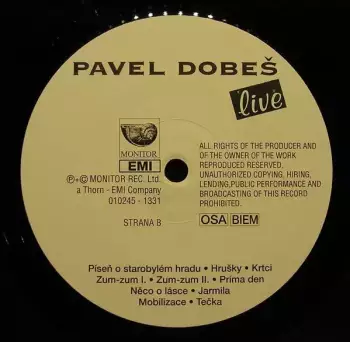 PAVEL DOBEŠ
live
MONITOR
EMI
℗+© MONITOR REC. Ltd.
a Thorn - EMI Company
010245 - 1331
STRANA B
ALL RIGHTS OF THE PRODUCER AND
OF THE OWNER OF THE WORK
REPRODUCED RESERVED.
UNAUTHORIZED COPYING, HIRING,
LENDING,PUBLIC PERFORMANCE AND
BROADCASTING OF THIS RECORD
PROHIBITED.
OSA BIEM
Píseň o starobylém hradu • Hrušky • Krtci
Zum-zum I. • Zum-zum II. • Príma den
Něco o lásce • Jarmila
Mobilizace • Tečka